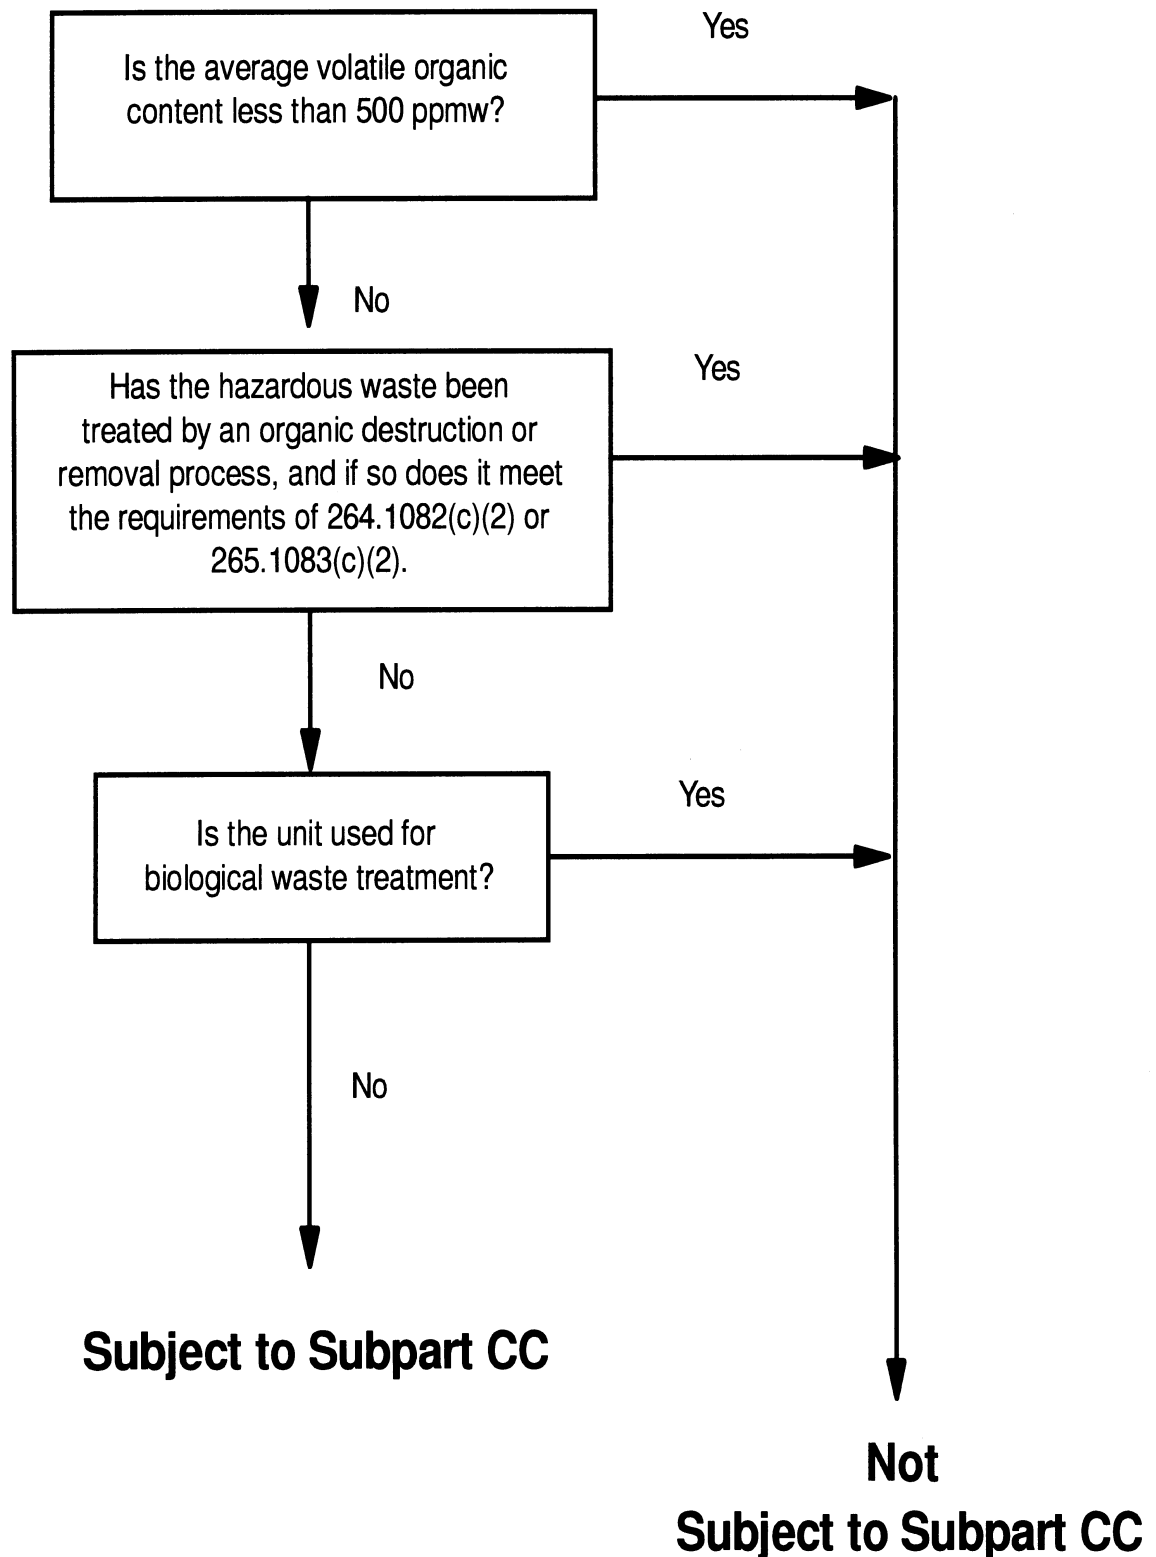 Yes
Is the average volatile organic
content less than 500 ppmw?
No
Yes
Has the hazardous waste been
treated by an organic destruction or
removal process, and if so does it meet
the requirements of 264.1082(c)(2) or
265.1083(c)(2).
No
Yes
Is the unit used for
biological waste treatment?
No
Subject to Subpart CC
Not
Subject to Subpart CC